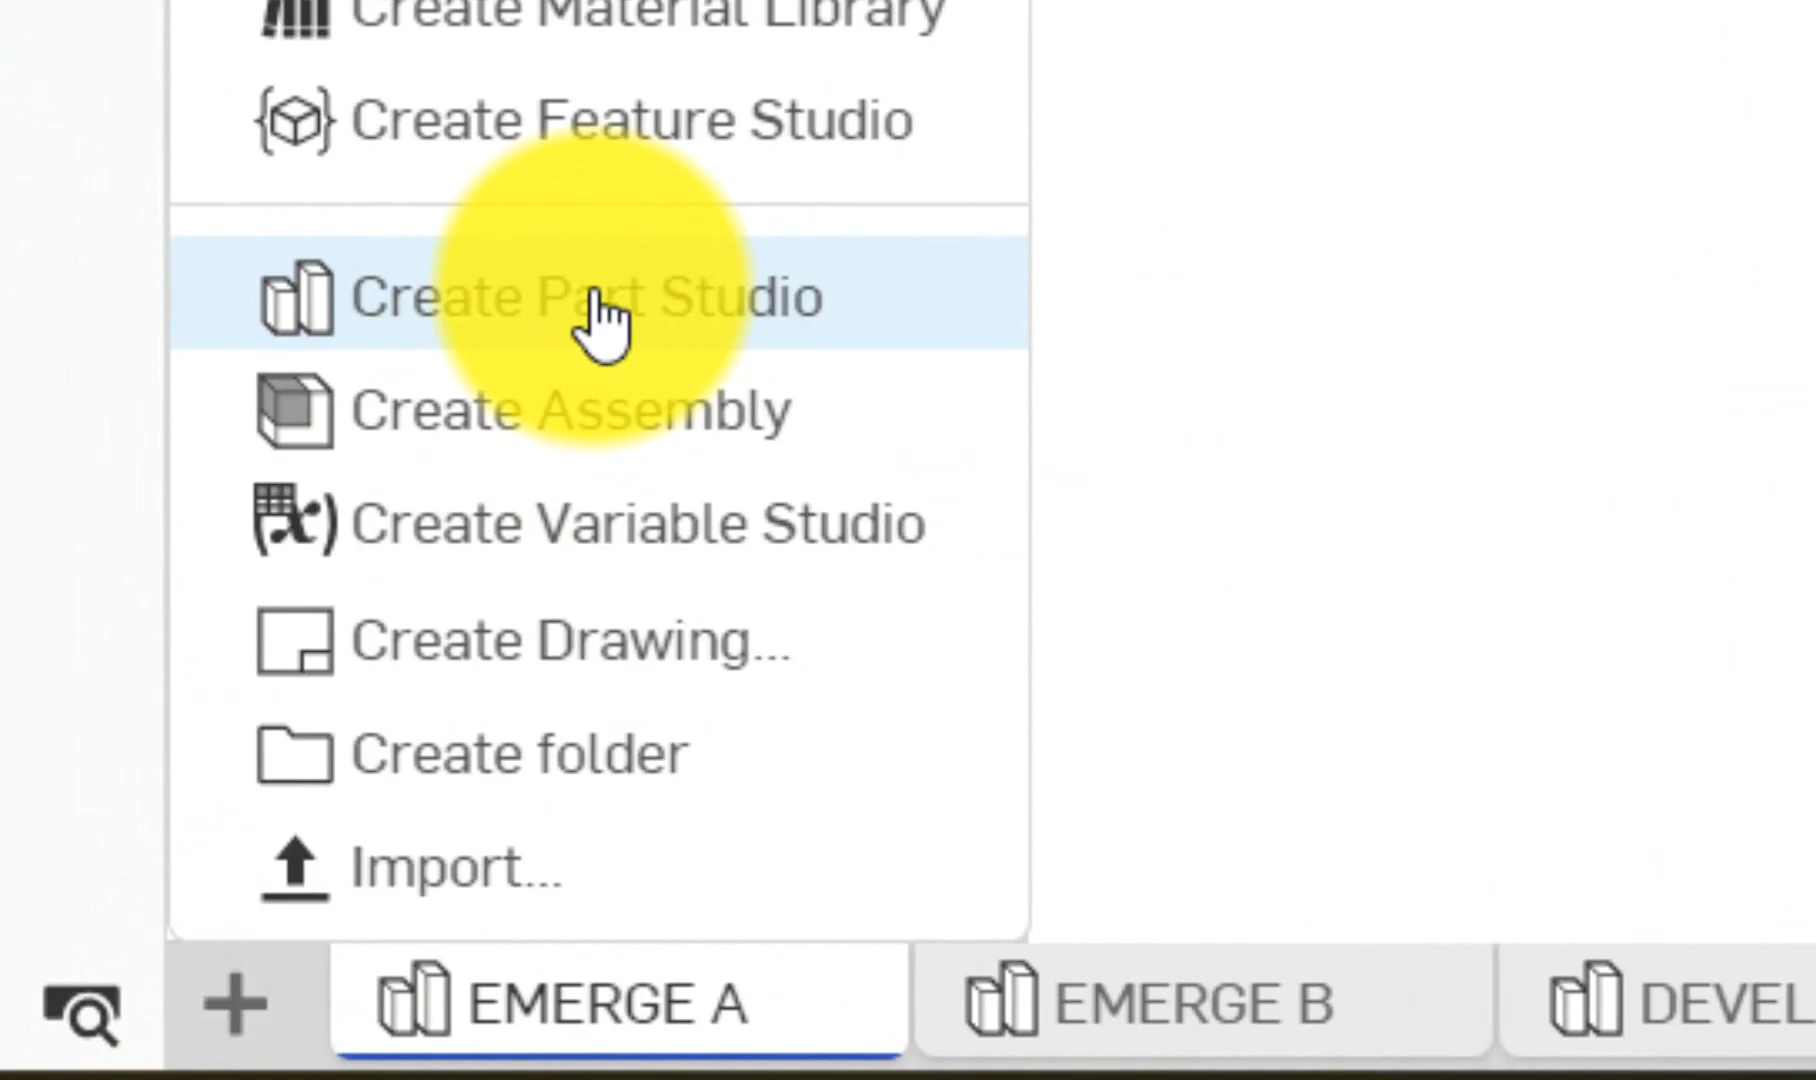 Create Material Library
Create Feature Studio
Create Part Studio
Create Assembly
(x)
Create Variable Studio
Create Drawing...
Create folder
Import...
EMERGE A
EMERGE B
DEVEL